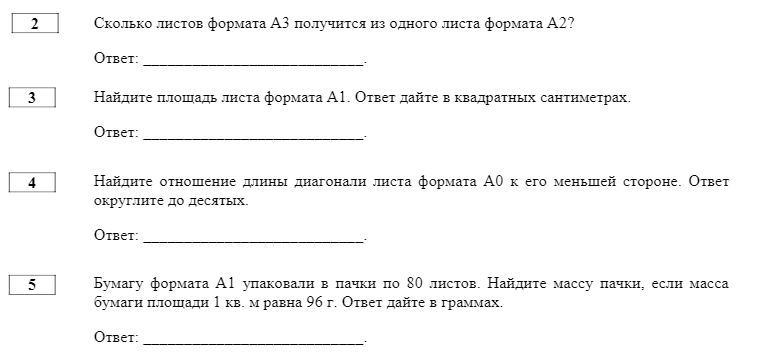 2 Сколько листов формата А3 получится из одного листа формата А2?
Ответ: ___________________________.
3 Найдите площадь листа формата А1. Ответ дайте в квадратных сантиметрах.
Ответ: ___________________________.
4 Найдите отношение длины диагонали листа формата А0 к его меньшей стороне. Ответ
округлите до десятых.
Ответ: ___________________________.
5 Бумагу формата А1 упаковали в пачки по 80 листов. Найдите массу пачки, если масса
бумаги площади 1 кв. м равна 96 г. Ответ дайте в граммах.
Ответ: ___________________________.